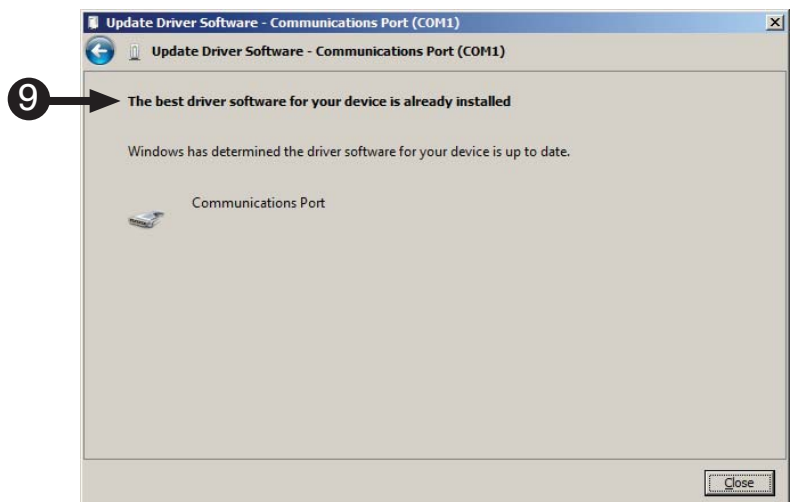 Update Driver Software - Communications Port (COM1)
Update Driver Software - Communications Port (COM1)
9
The best driver software for your device is already installed
Windows has determined the driver software for your device is up to date.
Communications Port
Close